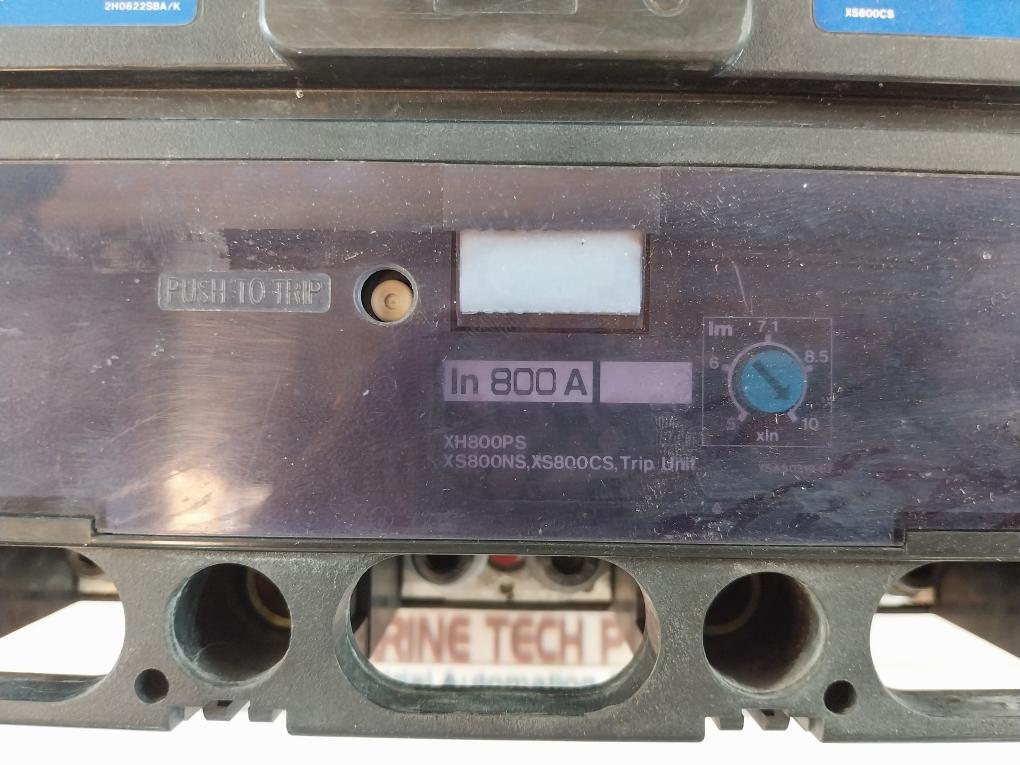 2H0822SBA/K
XS800CS
PUSH TO TRIP
Im
7.1
6
8.5
5
10
xIn
In 800 A
XH800PS
XS800NS, XS800CS, Trip Unit
RINE TECH P